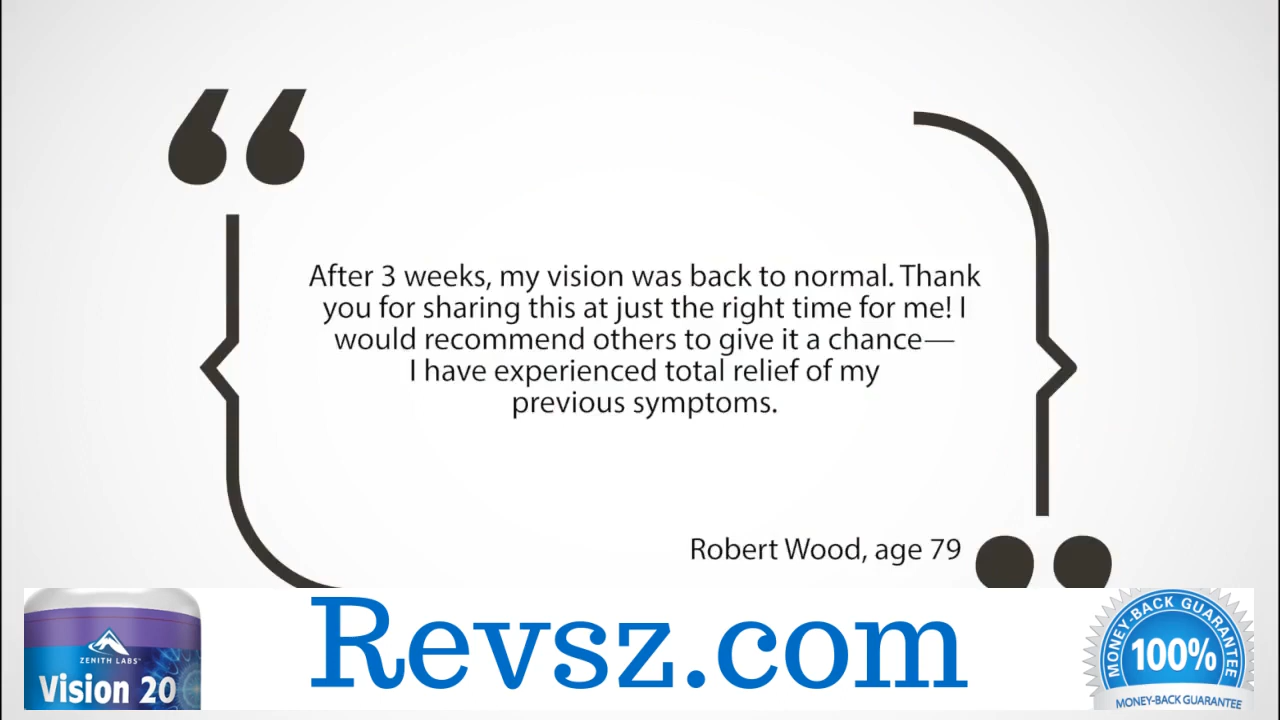 After 3 weeks, my vision was back to normal. Thank
you for sharing this at just the right time for me! I
would recommend others to give it a chance—
I have experienced total relief of my
previous symptoms.
Robert Wood, age 79
ZENITH LABS™
Vision 20
Revsz.com
MONEY-BACK GUARANTEE
100%
MONEY-BACK GUARANTEE